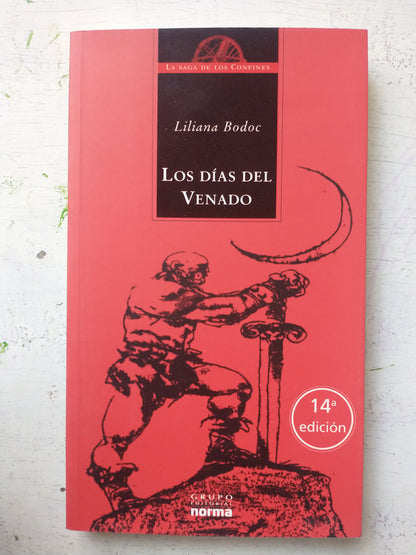 LA SAGA DE LOS CONFINES
Liliana Bodoc
LOS DÍAS DEL
VENADO
14ª
edición
GRUPO
EDITORIAL
norma